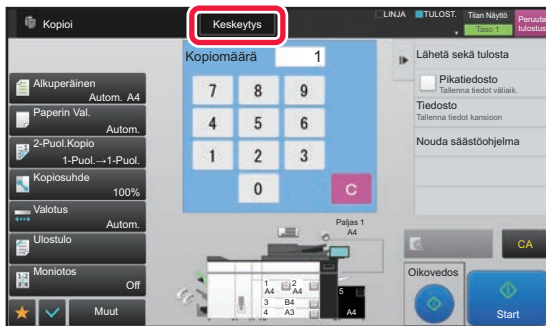 Kopioi
Keskeytys
LINJA
TULOST.
Tilan Näyttö
Taso 1
Peruuta
tulostus
Kopiomäärä
1
7 8 9
4 5 6
1 2 3
0 C
Alkuperäinen
Autom. A4
Paperin Val.
Autom.
2-Puol.Kopio
1-Puol.→1-Puol.
Kopiosuhde
100%
Valotus
Autom.
Ulostulo
Moniotos
Off
Muut
Paljas 1
A4
1 A4
2 A4
3 B4
4 A3
5
A4
Lähetä sekä tulosta
Pikatiedosto
Tallenna tiedot väliaik.
Tiedosto
Tallenna tiedot kansioon
Nouda säästöohjelma
CA
Oikovedos
Start